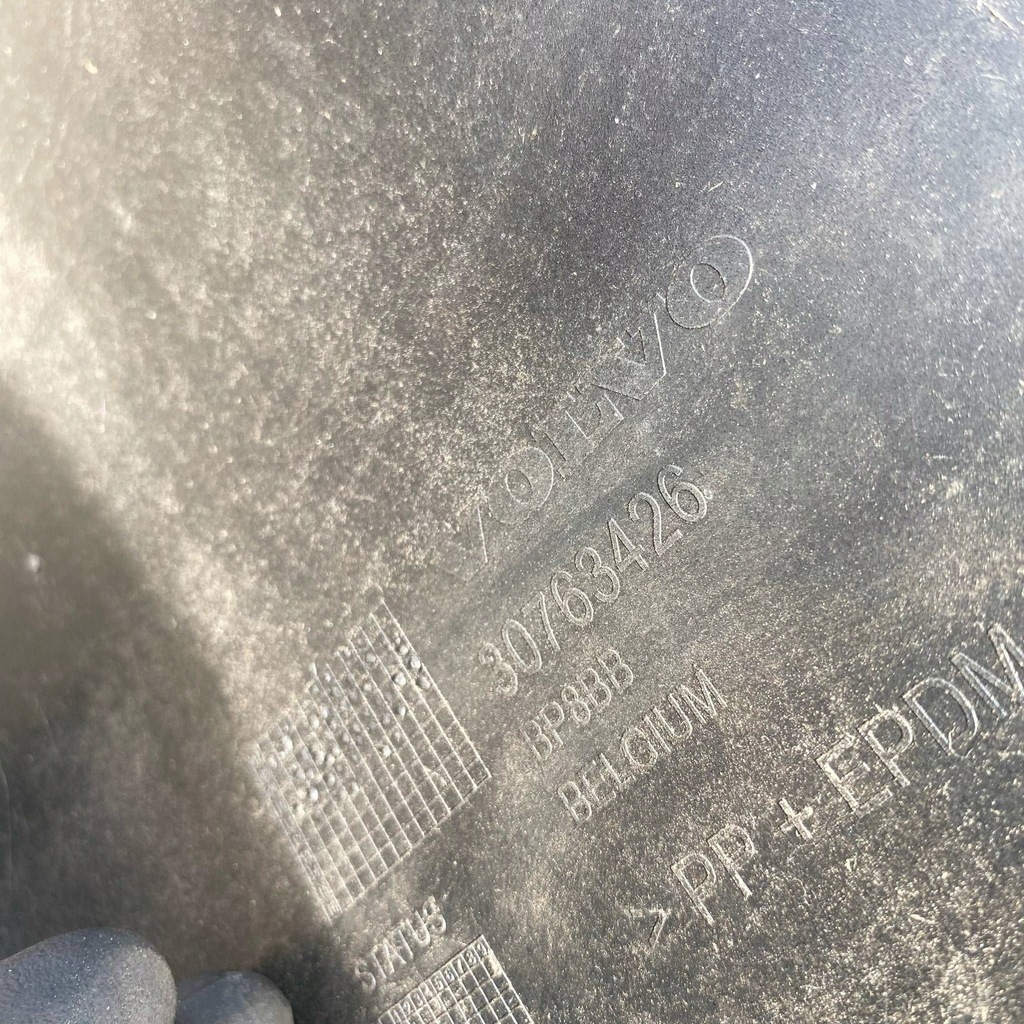 VOLVO
30763426
BP8BB
BELGIUM
>PP + EPDM
STATUS